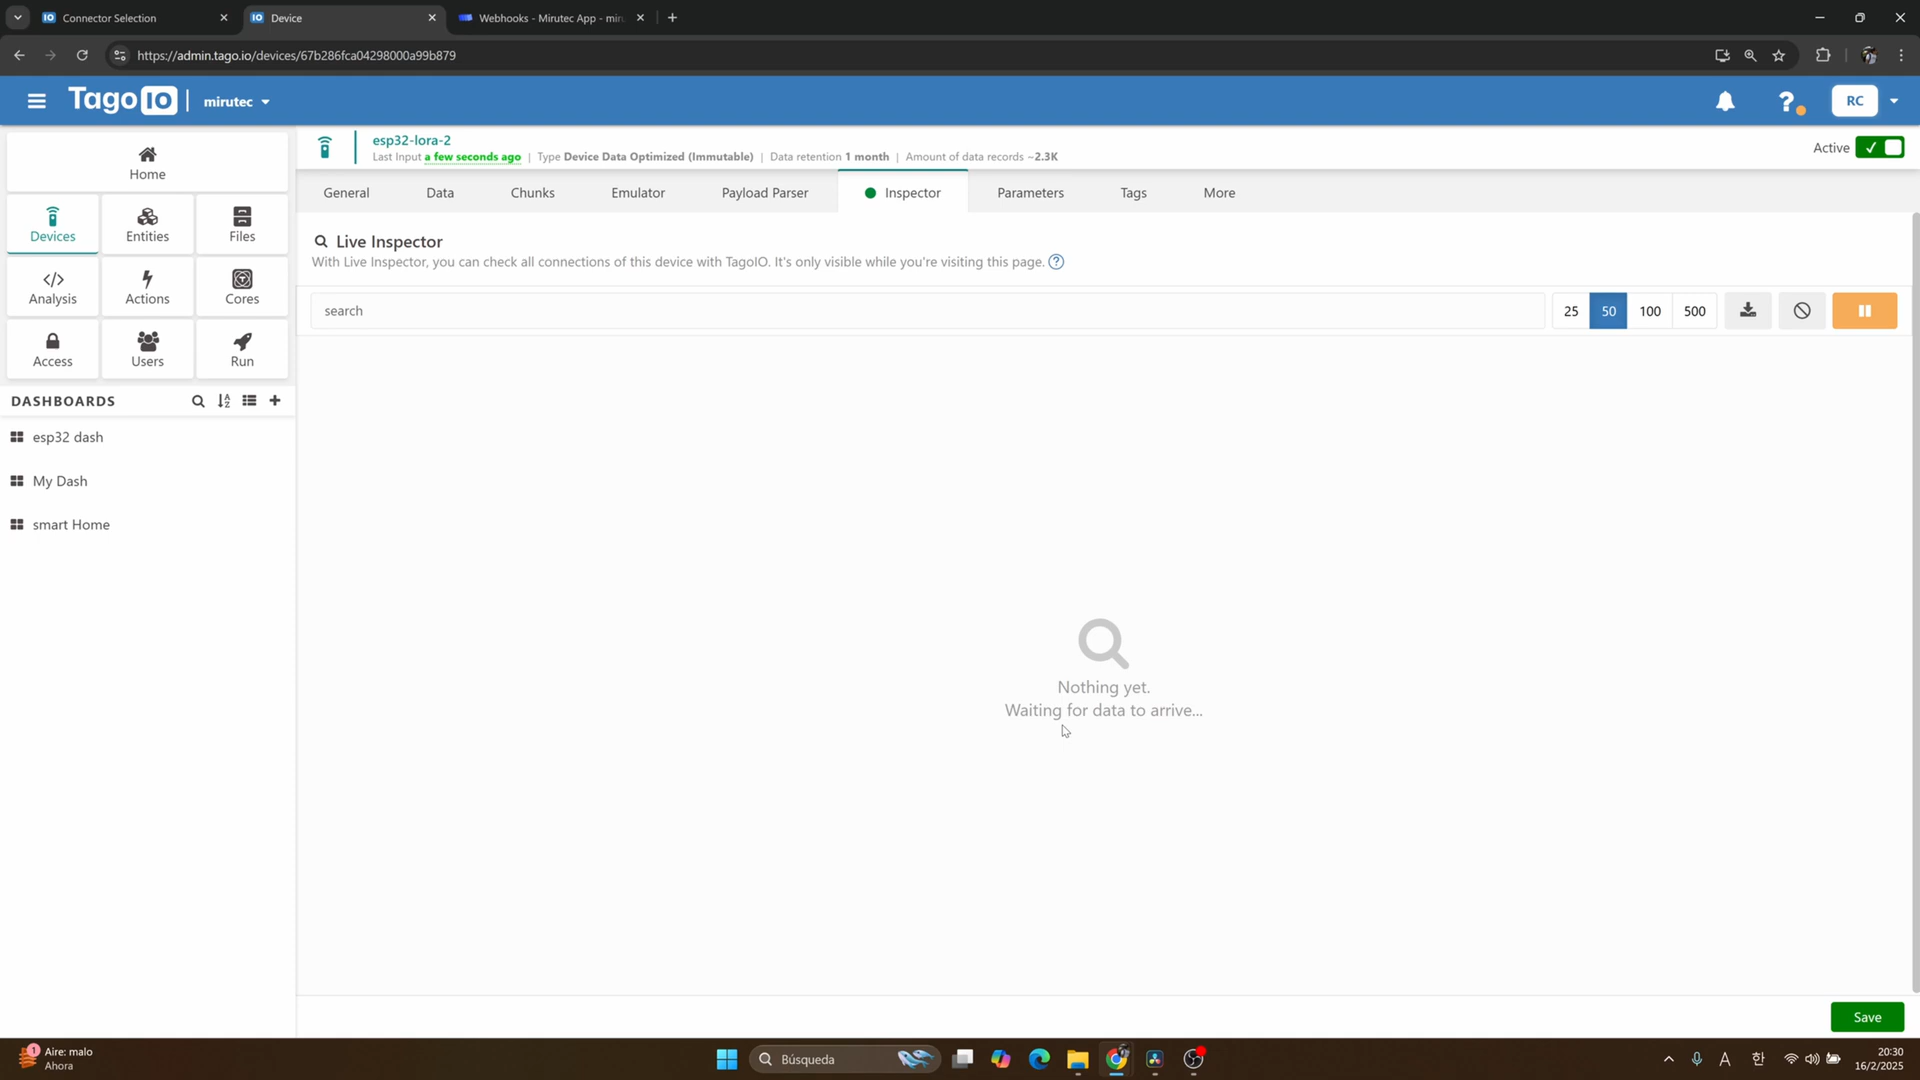 Connector Selection
Device
Webhooks - Mirutec App - mir
https://admin.tago.io/devices/67b286fca04298000a99b879
Tago IO
mirutec
RC
esp32-lora-2
Last Input a few seconds ago | Type Device Data Optimized (Immutable) | Data retention 1 month | Amount of data records ~2.3K
Active
General
Data
Chunks
Emulator
Payload Parser
Inspector
Parameters
Tags
More
Home
Devices
Entities
Files
Analysis
Actions
Cores
Access
Users
Run
DASHBOARDS
esp32 dash
My Dash
smart Home
Live Inspector
With Live Inspector, you can check all connections of this device with TagoIO. It's only visible while you're visiting this page.
search
25
50
100
500
Nothing yet.
Waiting for data to arrive...
Save
1
Aire: malo
Ahora
Búsqueda
A
한
20:30
16/2/2025